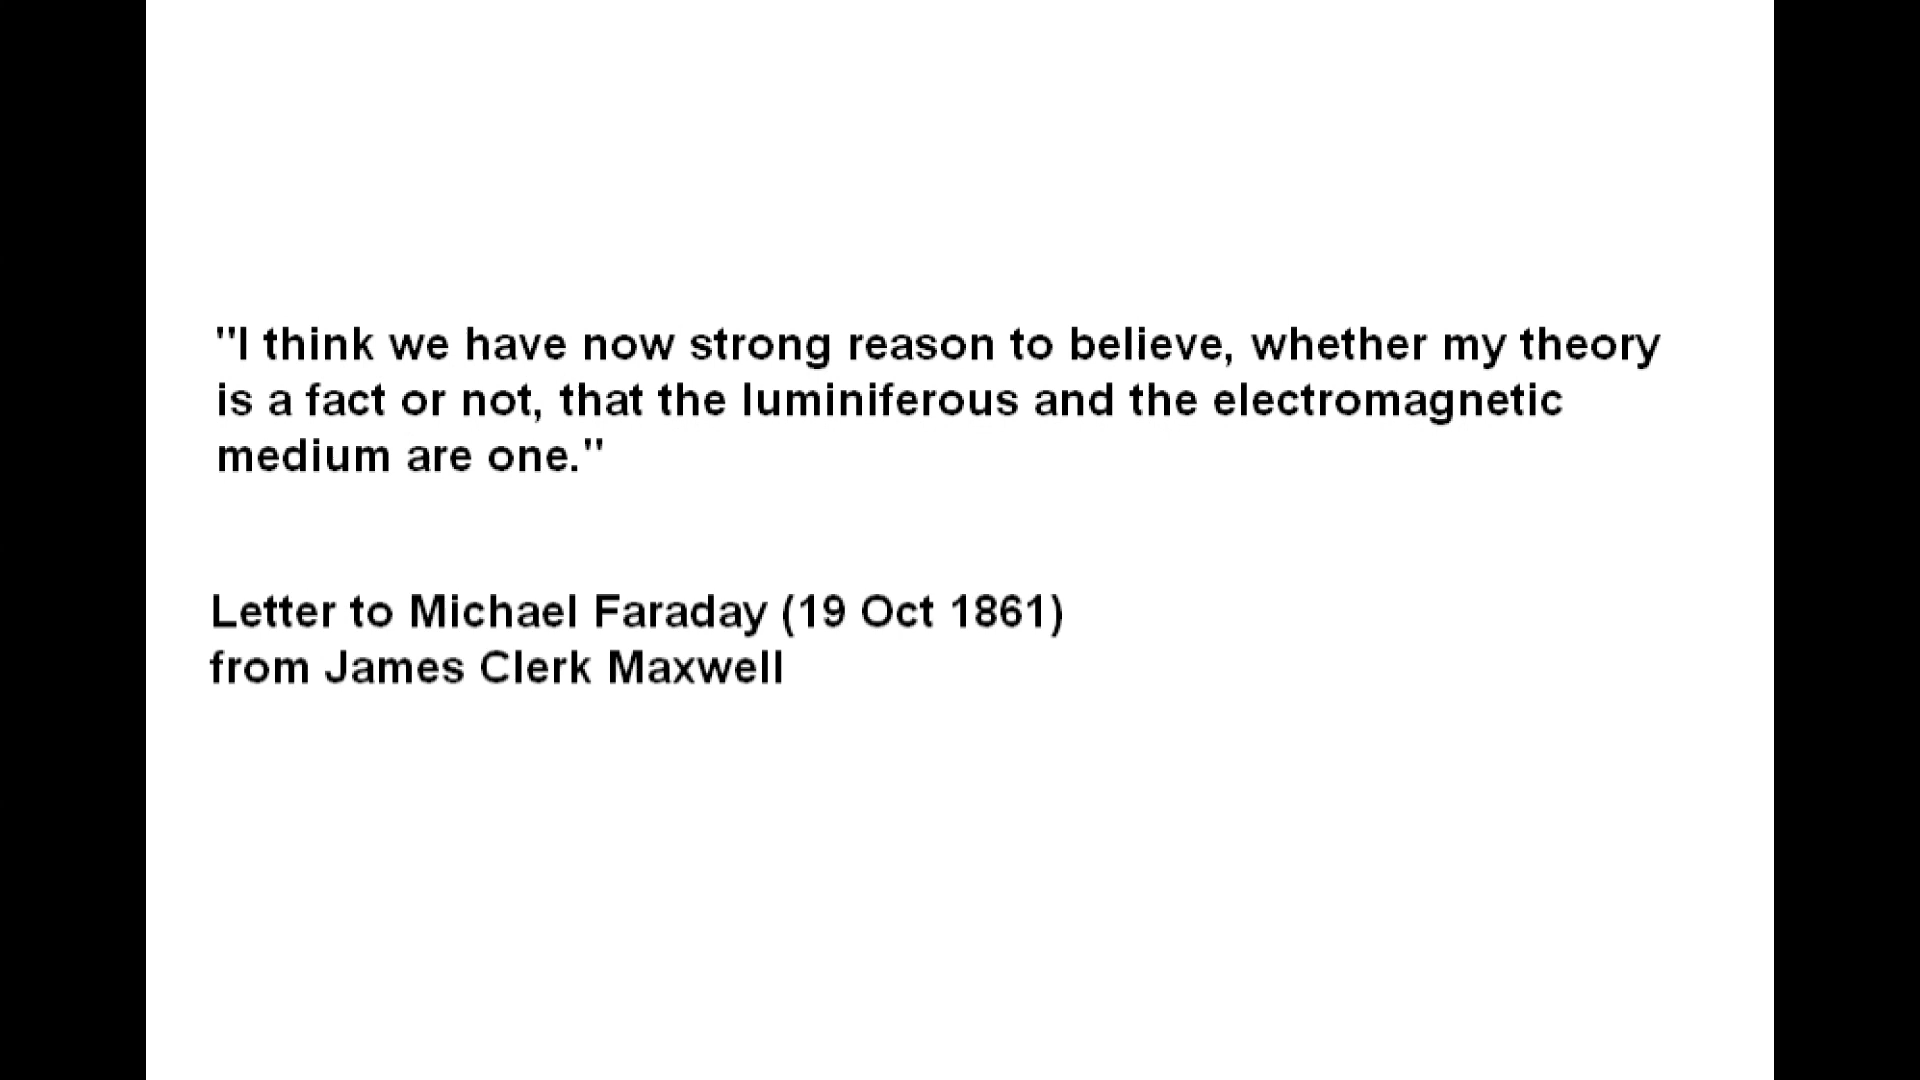 "I think we have now strong reason to believe, whether my theory
is a fact or not, that the luminiferous and the electromagnetic
medium are one."
Letter to Michael Faraday (19 Oct 1861)
from James Clerk Maxwell